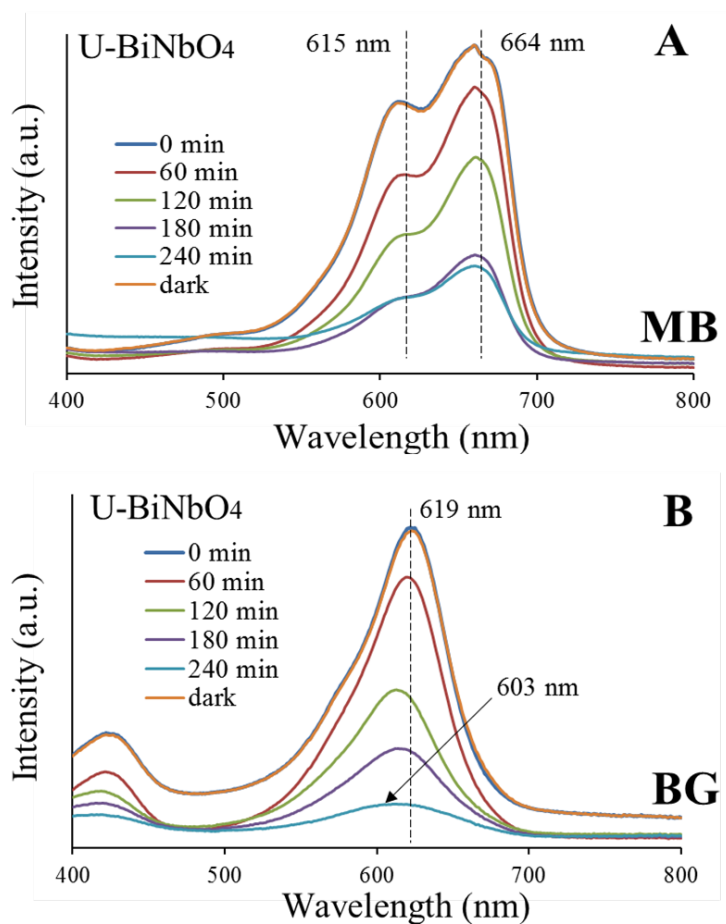 U-BiNbO4
615 nm
664 nm
A
0 min
60 min
120 min
180 min
240 min
dark
MB
Intensity (a.u.)
400
500
600
700
800
Wavelength (nm)
U-BiNbO4
619 nm
B
0 min
60 min
120 min
180 min
240 min
dark
603 nm
BG
Intensity (a.u.)
400
500
600
700
800
Wavelength (nm)